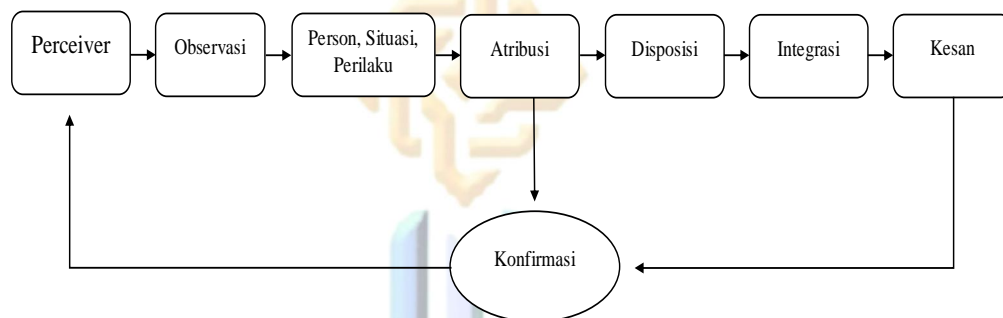 Perceiver
Observasi
Person, Situasi,
Perilaku
Atribusi
Disposisi
Integrasi
Kesan
Konfirmasi